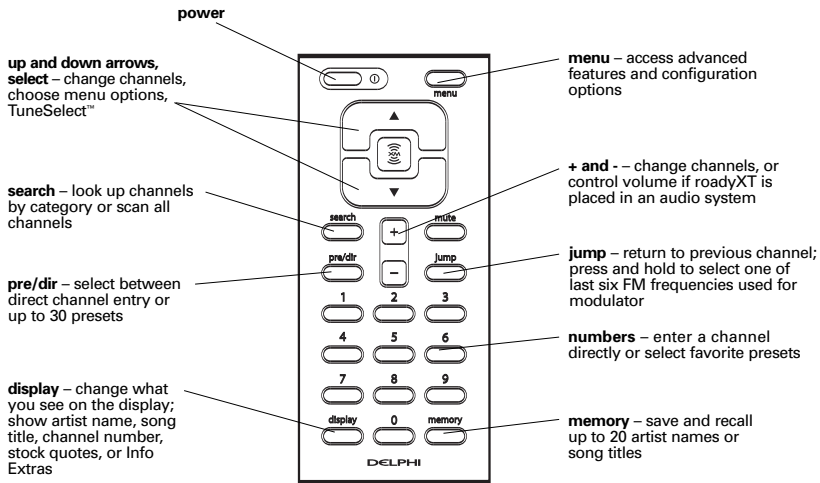 power
up and down arrows,
select – change channels,
choose menu options,
TuneSelect™
search – look up channels
by category or scan all
channels
pre/dir – select between
direct channel entry or
up to 30 presets
display – change what
you see on the display;
show artist name, song
title, channel number,
stock quotes, or Info
Extras
menu
XM
search
+
mute
pre/dir
–
jump
1 2 3
4 5 6
7 8 9
display 0 memory
DELPHI
menu – access advanced
features and configuration
options
+ and - – change channels, or
control volume if roadyXT is
placed in an audio system
jump – return to previous channel;
press and hold to select one of
last six FM frequencies used for
modulator
numbers – enter a channel
directly or select favorite presets
memory – save and recall
up to 20 artist names or
song titles